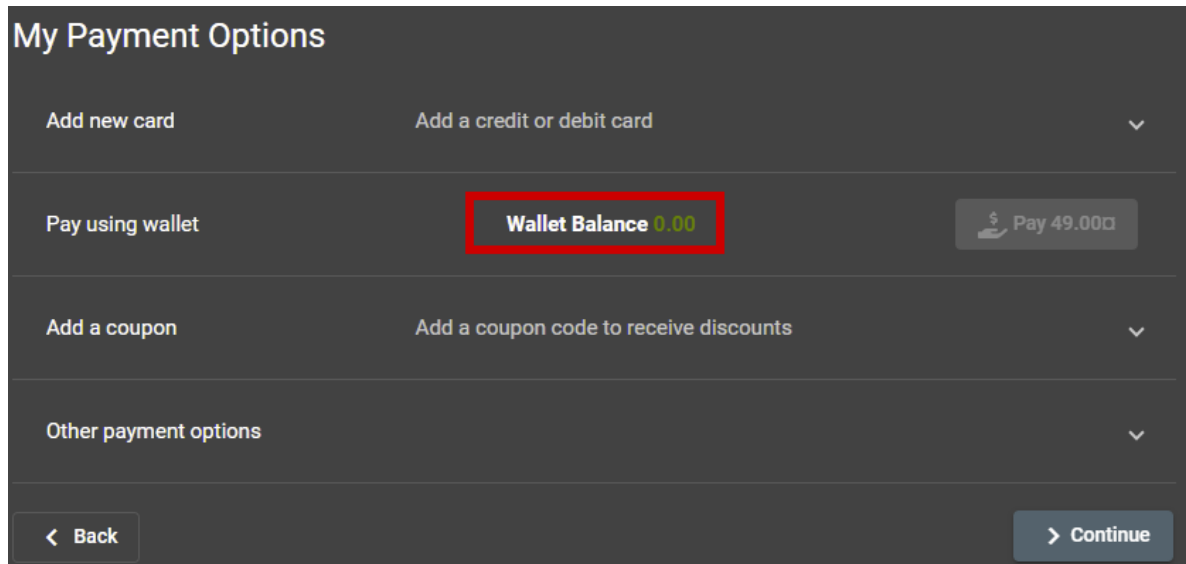 My Payment Options
Add new card Add a credit or debit card
Pay using wallet Wallet Balance 0.00 Pay 49.00¤
Add a coupon Add a coupon code to receive discounts
Other payment options
Back Continue